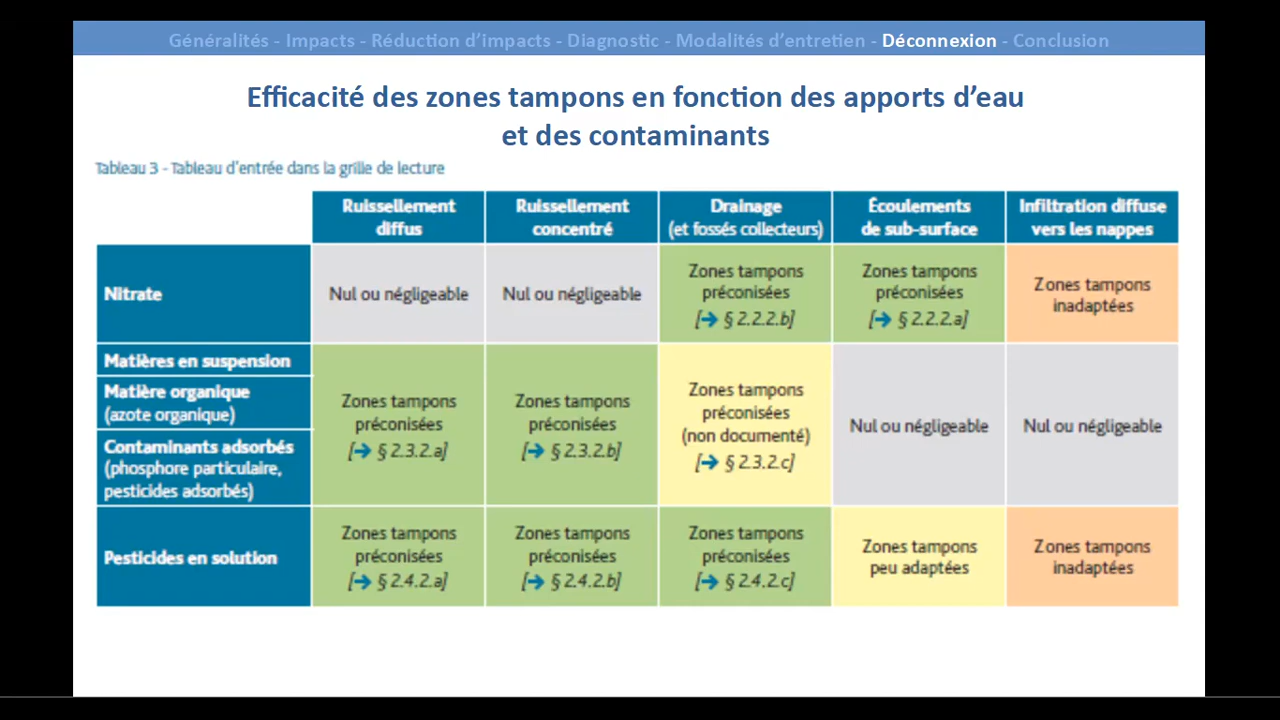 Généralités - Impacts - Réduction d'impacts - Diagnostic - Modalités d'entretien - Déconnexion - Conclusion
Efficacité des zones tampons en fonction des apports d'eau
et des contaminants
Tableau 3 - Tableau d'entrée dans la grille de lecture
Ruissellement
diffus
Ruissellement
concentré
Drainage
(et fossés collecteurs)
Écoulements
de sub-surface
Infiltration diffuse
vers les nappes
Nitrate
Nul ou négligeable
Nul ou négligeable
Zones tampons
préconisées
[→ § 2.2.2.b]
Zones tampons
préconisées
[→ § 2.2.2.a]
Zones tampons
inadaptées
Matières en suspension
Matière organique
(azote organique)
Contaminants adsorbés
(phosphore particulaire,
pesticides adsorbés)
Zones tampons
préconisées
[→ § 2.3.2.a]
Zones tampons
préconisées
[→ § 2.3.2.b]
Zones tampons
préconisées
(non documenté)
[→ § 2.3.2.c]
Nul ou négligeable
Nul ou négligeable
Pesticides en solution
Zones tampons
préconisées
[→ § 2.4.2.a]
Zones tampons
préconisées
[→ § 2.4.2.b]
Zones tampons
préconisées
[→ § 2.4.2.c]
Zones tampons
peu adaptées
Zones tampons
inadaptées